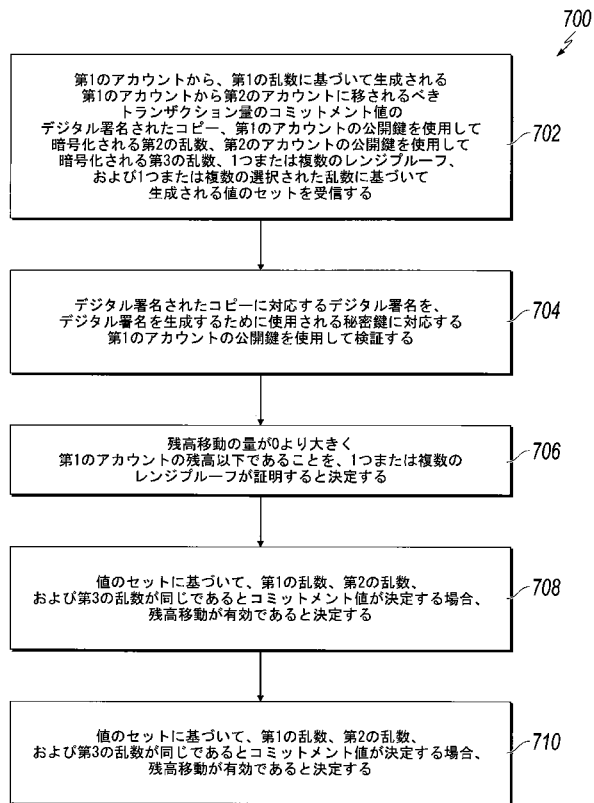 700
第1のアカウントから、第1の乱数に基づいて生成される
第1のアカウントから第2のアカウントに移されるべき
トランザクション量のコミットメント値の
デジタル署名されたコピー、第1のアカウントの公開鍵を使用して
暗号化される第2の乱数、第2のアカウントの公開鍵を使用して
暗号化される第3の乱数、1つまたは複数のレンジプルーフ、
および1つまたは複数の選択された乱数に基づいて
生成される値のセットを受信する
702
デジタル署名されたコピーに対応するデジタル署名を、
デジタル署名を生成するために使用される秘密鍵に対応する
第1のアカウントの公開鍵を使用して検証する
704
残高移動の量が0より大きく
第1のアカウントの残高以下であることを、1つまたは複数の
レンジプルーフが証明すると決定する
706
値のセットに基づいて、第1の乱数、第2の乱数、
および第3の乱数が同じであるとコミットメント値が決定する場合、
残高移動が有効であると決定する
708
値のセットに基づいて、第1の乱数、第2の乱数、
および第3の乱数が同じであるとコミットメント値が決定する場合、
残高移動が有効であると決定する
710